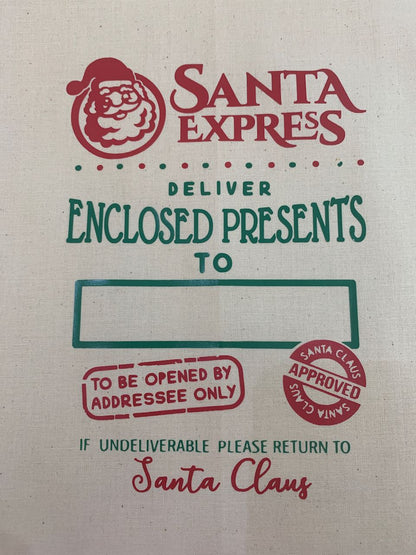 SANTA
EXPRESS
DELIVER
ENCLOSED PRESENTS
TO
TO BE OPENED BY
ADDRESSEE ONLY
SANTA CLAUS
APPROVED
SANTA CLAUS
IF UNDELIVERABLE PLEASE RETURN TO
Santa Claus